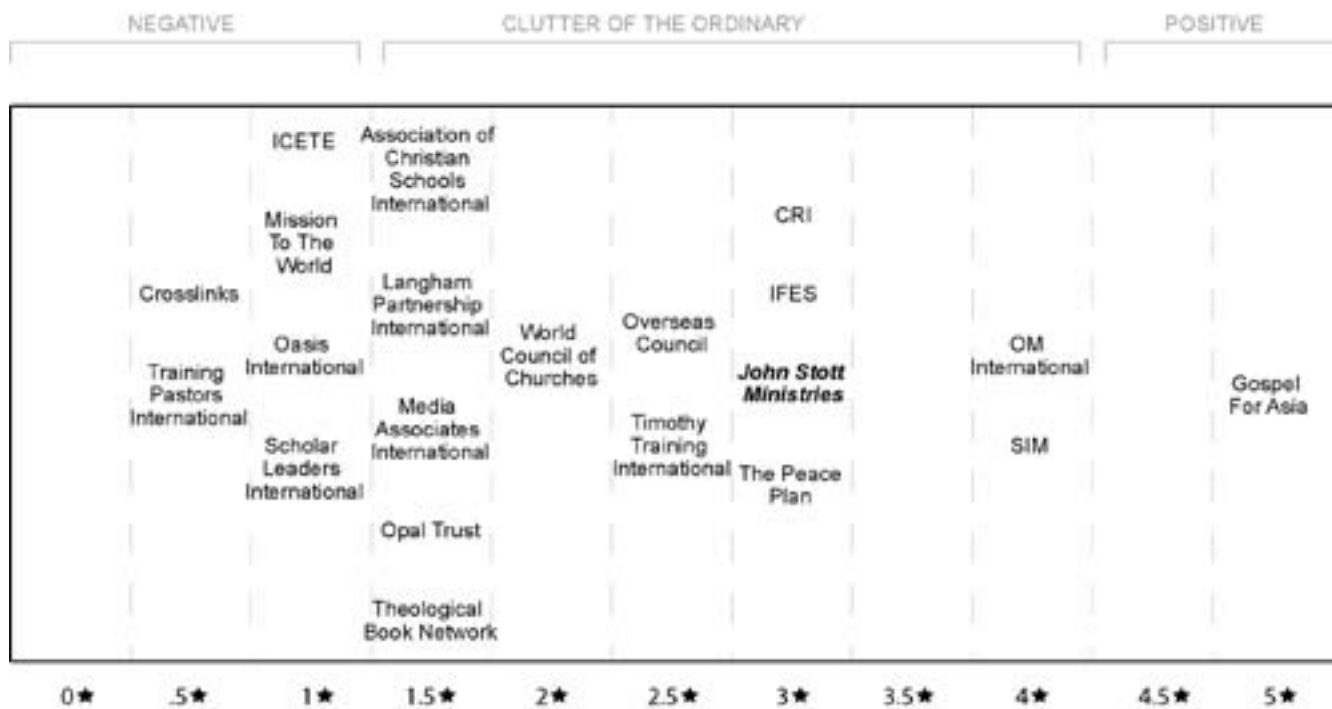 NEGATIVE
CLUTTER OF THE ORDINARY
POSITIVE
Crosslinks
Training
Pastors
International
ICETE
Mission
To The
World
Oasis
International
Scholar
Leaders
International
Association of
Christian
Schools
International
Langham
Partnership
International
Media
Associates
International
Opal Trust
Theological
Book Network
World
Council of
Churches
Overseas
Council
Timothy
Training
International
CRI
IFES
John Stott
Ministries
The Peace
Plan
OM
International
SIM
Gospel
For Asia
0★ .5★ 1★ 1.5★ 2★ 2.5★ 3★ 3.5★ 4★ 4.5★ 5★